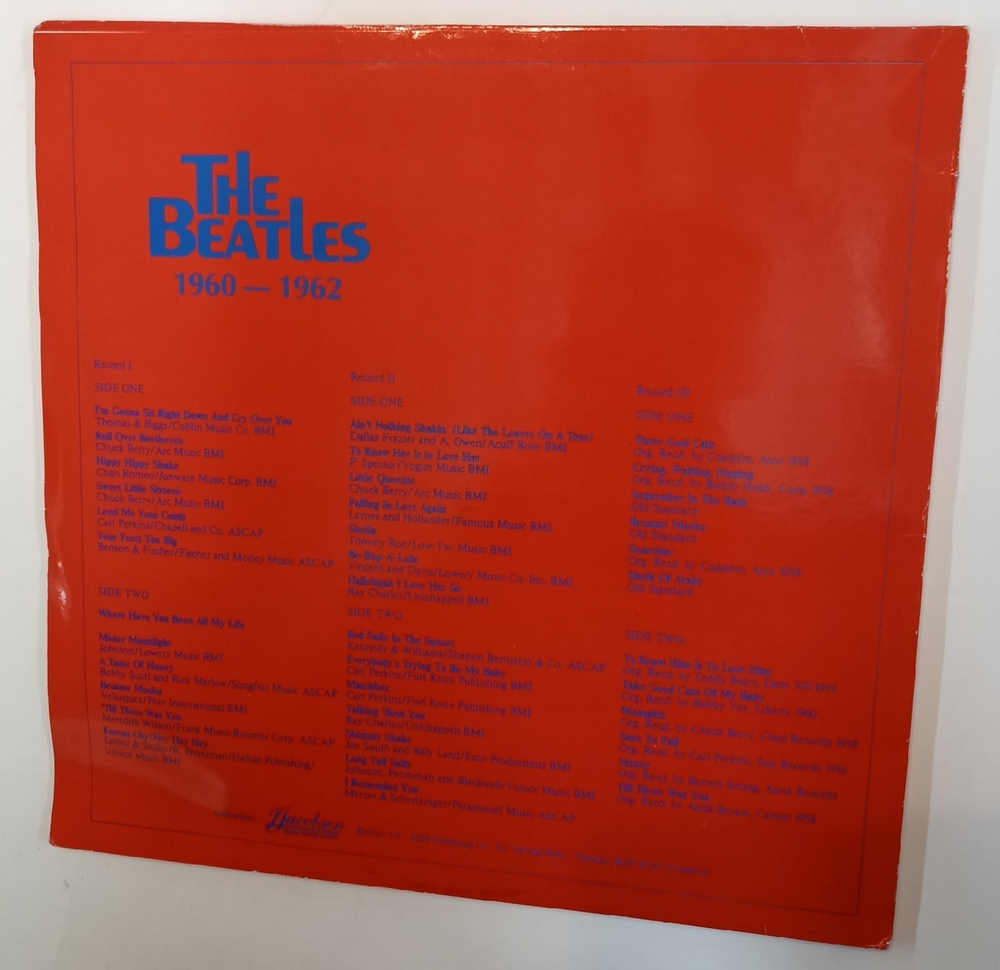 THE
BEATLES
1960 — 1962
Record I
SIDE ONE
I'm Gonna Sit Right Down And Cry Over You
Thomas & Biggs/Coblin Music Co. BMI
Roll Over Beethoven
Chuck Berry/Arc Music BMI
Hippy Hippy Shake
Chan Romeo/Jonware Music Corp. BMI
Sweet Little Sixteen
Chuck Berry/Arc Music BMI
Lend Me Your Comb
Carl Perkins/Chapell and Co. ASCAP
Your Feets Too Big
Benson & Fischer/Fischer and Morley Music ASCAP
SIDE TWO
Where Have You Been All My Life
Mister Moonlight
Johnson/Lowery Music BMI
A Taste Of Honey
Bobby Scott and Rick Marlow/Songfest Music ASCAP
Besame Mucho
Velasquez/Peer International BMI
'Till There Was You
Meredith Wilson/Frank Music-Rinimer Corp. ASCAP
Kansas City/Hey Hey Hey
Leiber & Stoller/R. Penniman/Hamal Publishing/
Venice Music BMI
Record II
SIDE ONE
Ain't Nothing Shakin' (Like The Leaves On A Tree)
Dallas Frazier and A. Owen/Acuff Rose BMI
To Know Her Is To Love Her
P. Spector/Vogue Music BMI
Little Queenie
Chuck Berry/Arc Music BMI
Falling In Love Again
Lerner and Hollander/Famous Music BMI
Sheila
Tommy Roe/Low-Twi Music BMI
Be-Bop-A-Lula
Vincent and Davis/Lowery Music Co. Inc. BMI
Hallelujah I Love Her So
Ray Charles/Unichappell BMI
SIDE TWO
Red Sails In The Sunset
Kennedy & Williams/Shapiro Bernstein & Co. ASCAP
Everybody's Trying To Be My Baby
Carl Perkins/Fort Knox Publishing BMI
Matchbox
Carl Perkins/Fort Knox Publishing BMI
Talking 'Bout You
Ray Charles/Unichappell BMI
Shimmy Shake
Joe South and Billy Land/Esto Productions BMI
Long Tall Sally
Johnson, Penniman and Blackwell/Venice Music BMI
I Remember You
Mercer & Schertzinger/Paramount Music ASCAP
Record III
SIDE ONE
Three Cool Cats
Org. Recd. by Coasters, Atco 1958
Crying, Waiting, Hoping
Org. Recd. by Buddy Holly, 1958
September In The Rain
Old Standard
Besame Mucho
Old Standard
Searchin'
Org. Recd. by Coasters, Atco 1958
Sheik Of Araby
Old Standard
SIDE TWO
To Know Him Is To Love Him
Org. Recd. by Teddy Bears, Dore 1959
Take Good Care Of My Baby
Org. Recd. by Bobby Vee, Liberty 1960
Memphis
Org. Recd. by Chuck Berry, Chess Records 1958
Sure To Fall
Org. Recd. by Carl Perkins, Sun Records 1956
Money
Org. Recd. by Barrett Strong, Anna Records
Till There Was You
Org. Recd. by Anita Bryant, Carlton 1958
Jacobsen